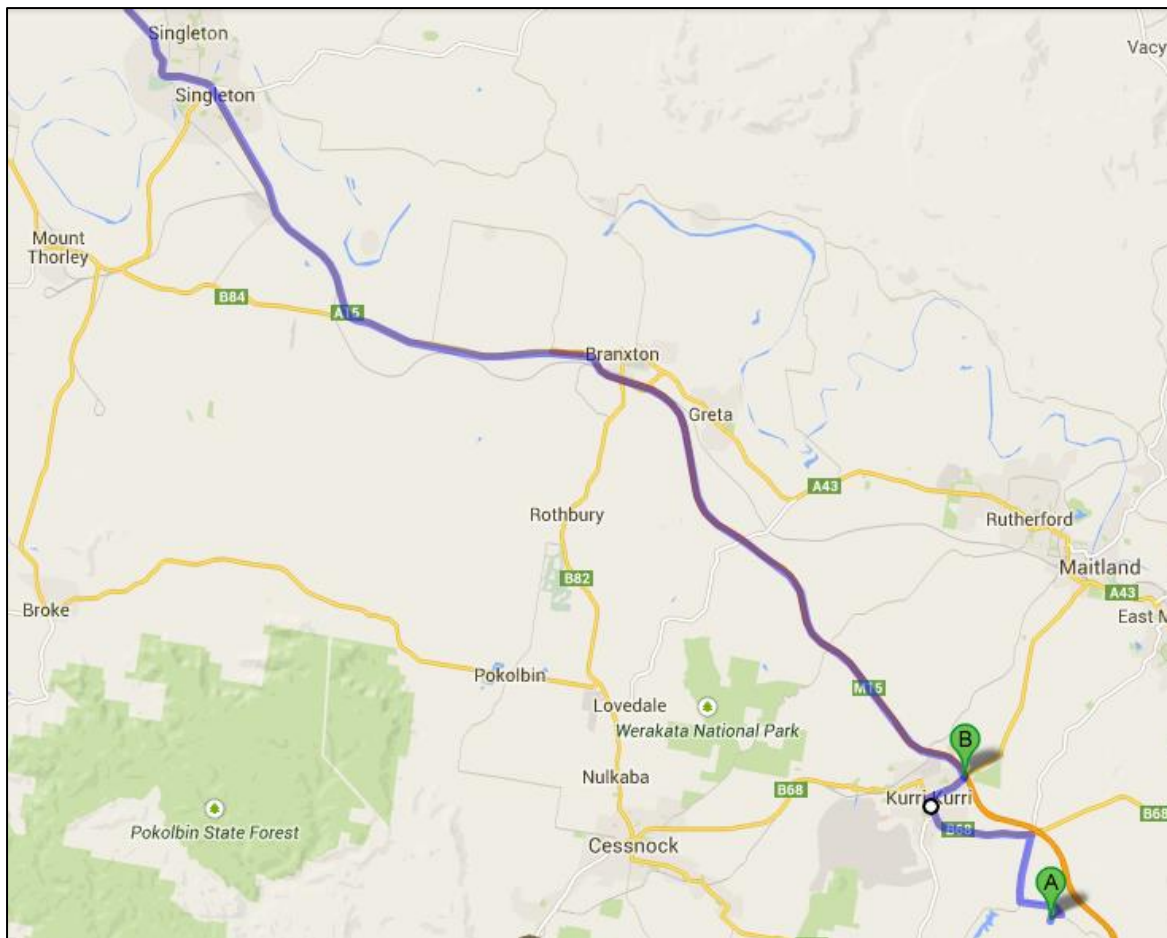 Singleton
Vacy
Singleton
Mount
Thorley
B84
A15
Branxton
Greta
A43
Rothbury
Rutherford
Maitland
B82
A43
Broke
East M
Pokolbin
M15
Lovedale
Werakata National Park
B
Nulkaba
B68
Kurri Kurri
Pokolbin State Forest
B68
B68
Cessnock
A